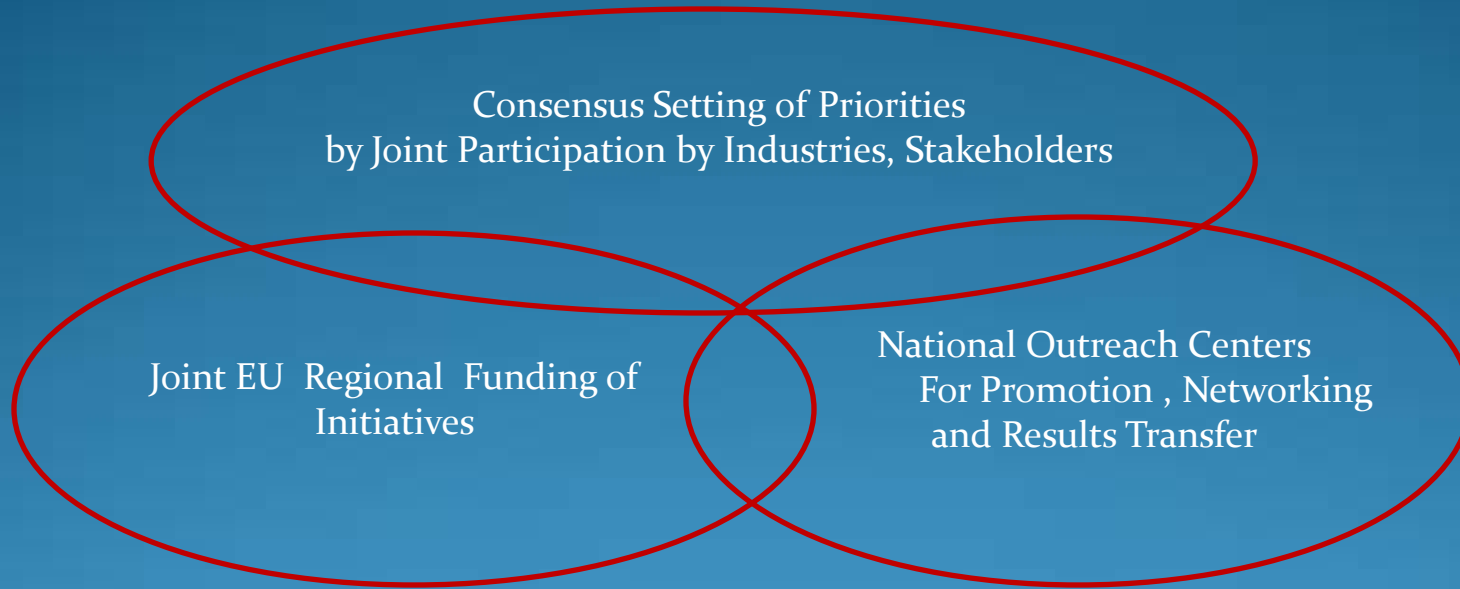 Consensus Setting of Priorities
by Joint Participation by Industries, Stakeholders
Joint EU  Regional  Funding of
Initiatives
National Outreach Centers
For Promotion , Networking
and Results Transfer